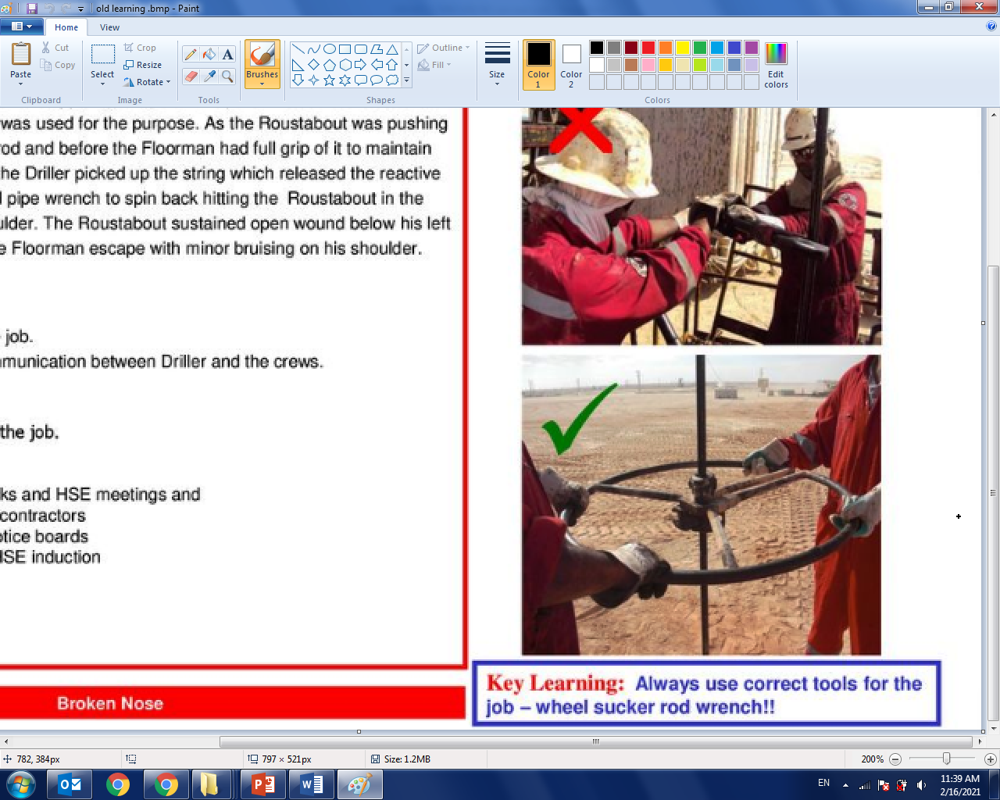 old learning .bmp - Paint
Home
View
Paste
Cut
Copy
Clipboard
Select
Crop
Resize
Rotate
Image
A
Tools
Brushes
Shapes
Outline
Fill
Size
Color
1
Color
2
Edit
colors
Colors
was used for the purpose. As the Roustabout was pushing
rod and before the Floorman had full grip of it to maintain
the Driller picked up the string which released the reactive
pipe wrench to spin back hitting the Roustabout in the
ulder. The Roustabout sustained open wound below his left
Floorman escape with minor bruising on his shoulder.
job.
mmunication between Driller and the crews.
the job.
ks and HSE meetings and
contractors
otice boards
HSE induction
Broken Nose
Key Learning: Always use correct tools for the
job – wheel sucker rod wrench!!
782, 384px
797 × 521px
Size: 1.2MB
200%
EN
11:39 AM
2/16/2021